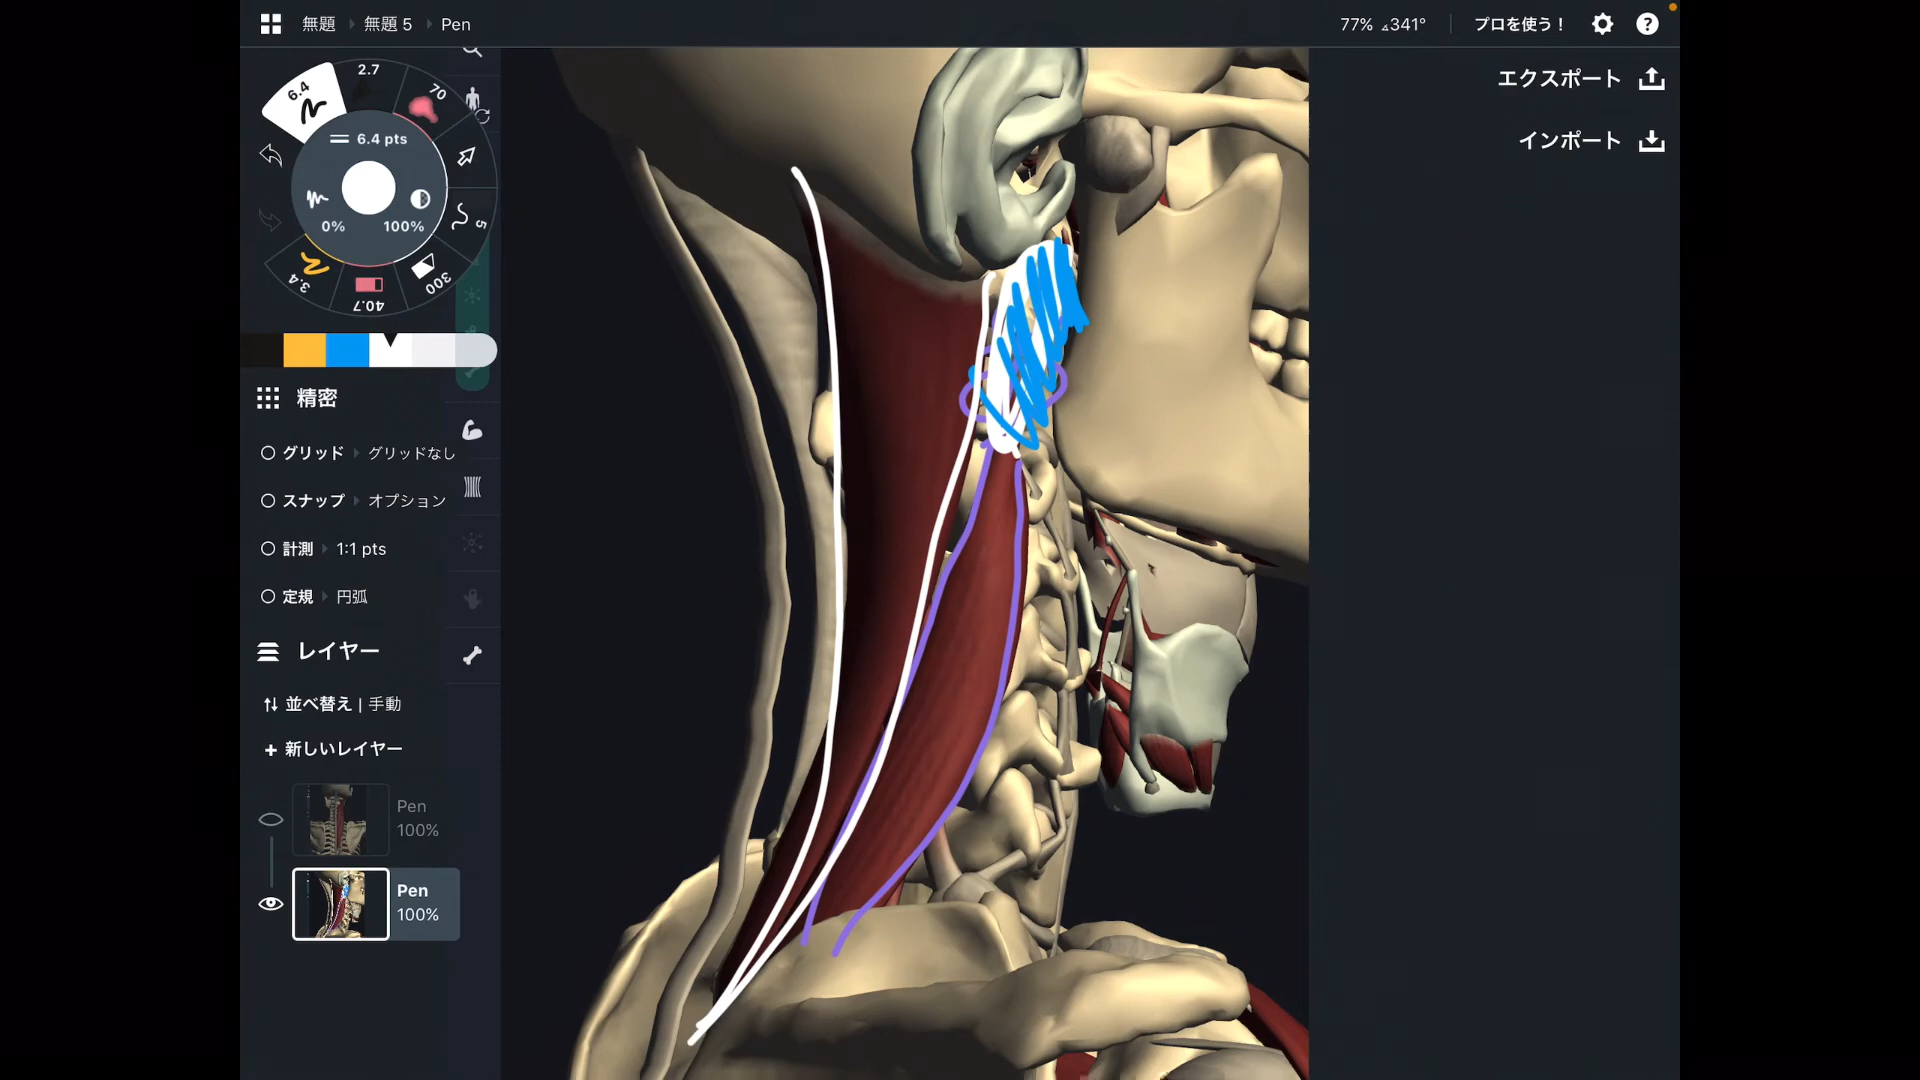 無題 無題 5 Pen
77% ⊿341°
プロを使う！
エクスポート
インポート
6.4
2.7
70
6.4 pts
0%
100%
5
3.4
40.7
300
精密
グリッド グリッドなし
スナップ オプション
計測 1:1 pts
定規 円弧
レイヤー
並べ替え | 手動
新しいレイヤー
Pen
100%
Pen
100%